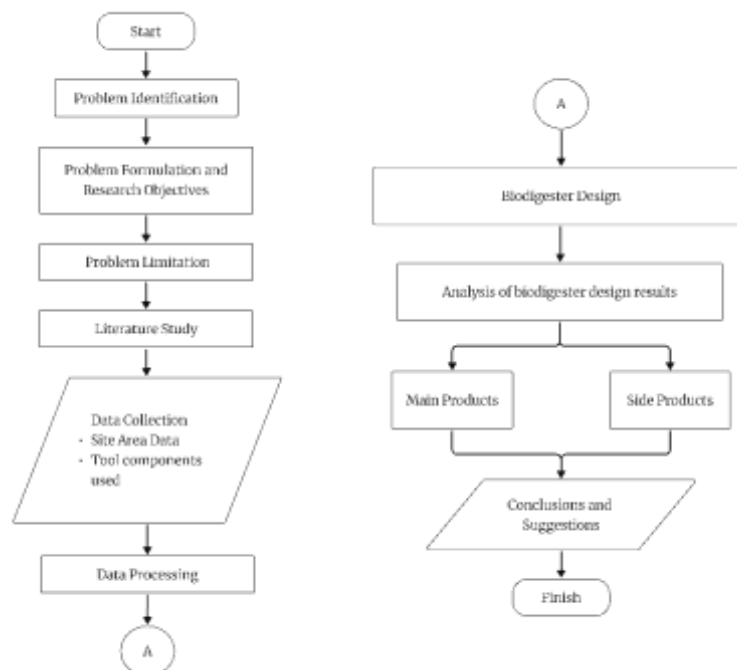 Start
Problem Identification
Problem Formulation and
Research Objectives
Problem Limitation
Literature Study
Data Collection
- Site Area Data
- Tool components
used
Data Processing
A
A
Biodigester Design
Analysis of biodigester design results
Main Products
Side Products
Conclusions and
Suggestions
Finish